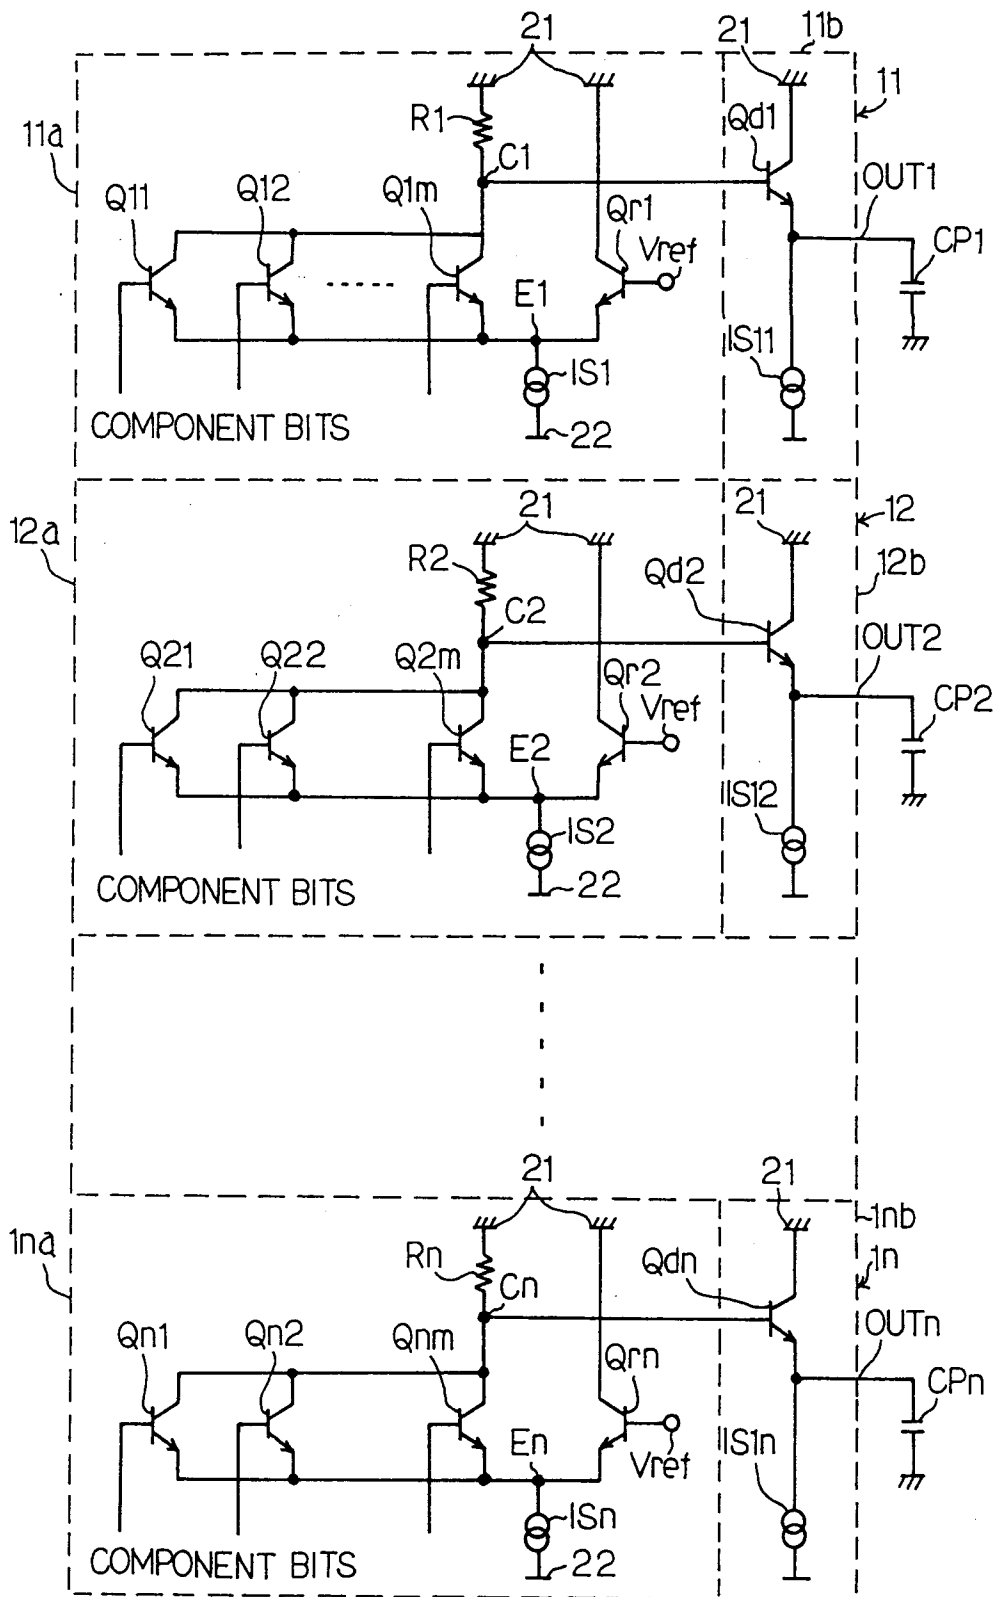 21
11b
21
11
R1
Qd1
11a
C1
OUT1
Q11
Q12
Q1m
Qr1
Vref
CP1
E1
IS1
IS11
COMPONENT BITS
22
21
21
12
12a
R2
Qd2
12b
C2
OUT2
Q21
Q22
Q2m
Qr2
Vref
CP2
E2
IS2
IS12
COMPONENT BITS
22
21
21
1nb
1na
Rn
Qdn
1n
Cn
OUTn
Qn1
Qn2
Qnm
Qrn
CPn
En
Vref
IS1n
ISn
COMPONENT BITS
22